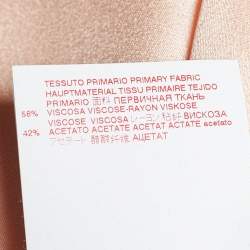 TESSUTO PRIMARIO PRIMARY FABRIC
HAUPTMATERIAL TISSU PRIMAIRE TEJIDO
PRIMARIO 面料 ПЕРВИЧНАЯ ТКАНЬ
58% VISCOSA VISCOSE-RAYON VISKOSE
VISCOSE VISCOSA レーヨン 黏纤 ВИСКОЗА
42% ACETATO ACETATE ACETAT ACTATE acetato
アセテート 醋酸纤维 АЦЕТАТ